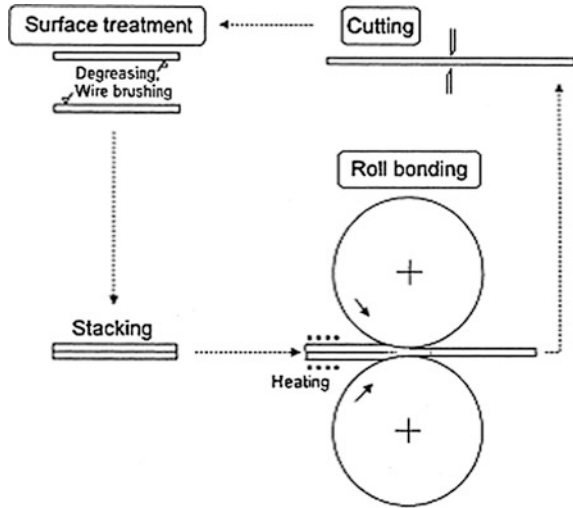 Surface treatment
Cutting
Degreasing,
Wire brushing
Roll bonding
Stacking
Heating